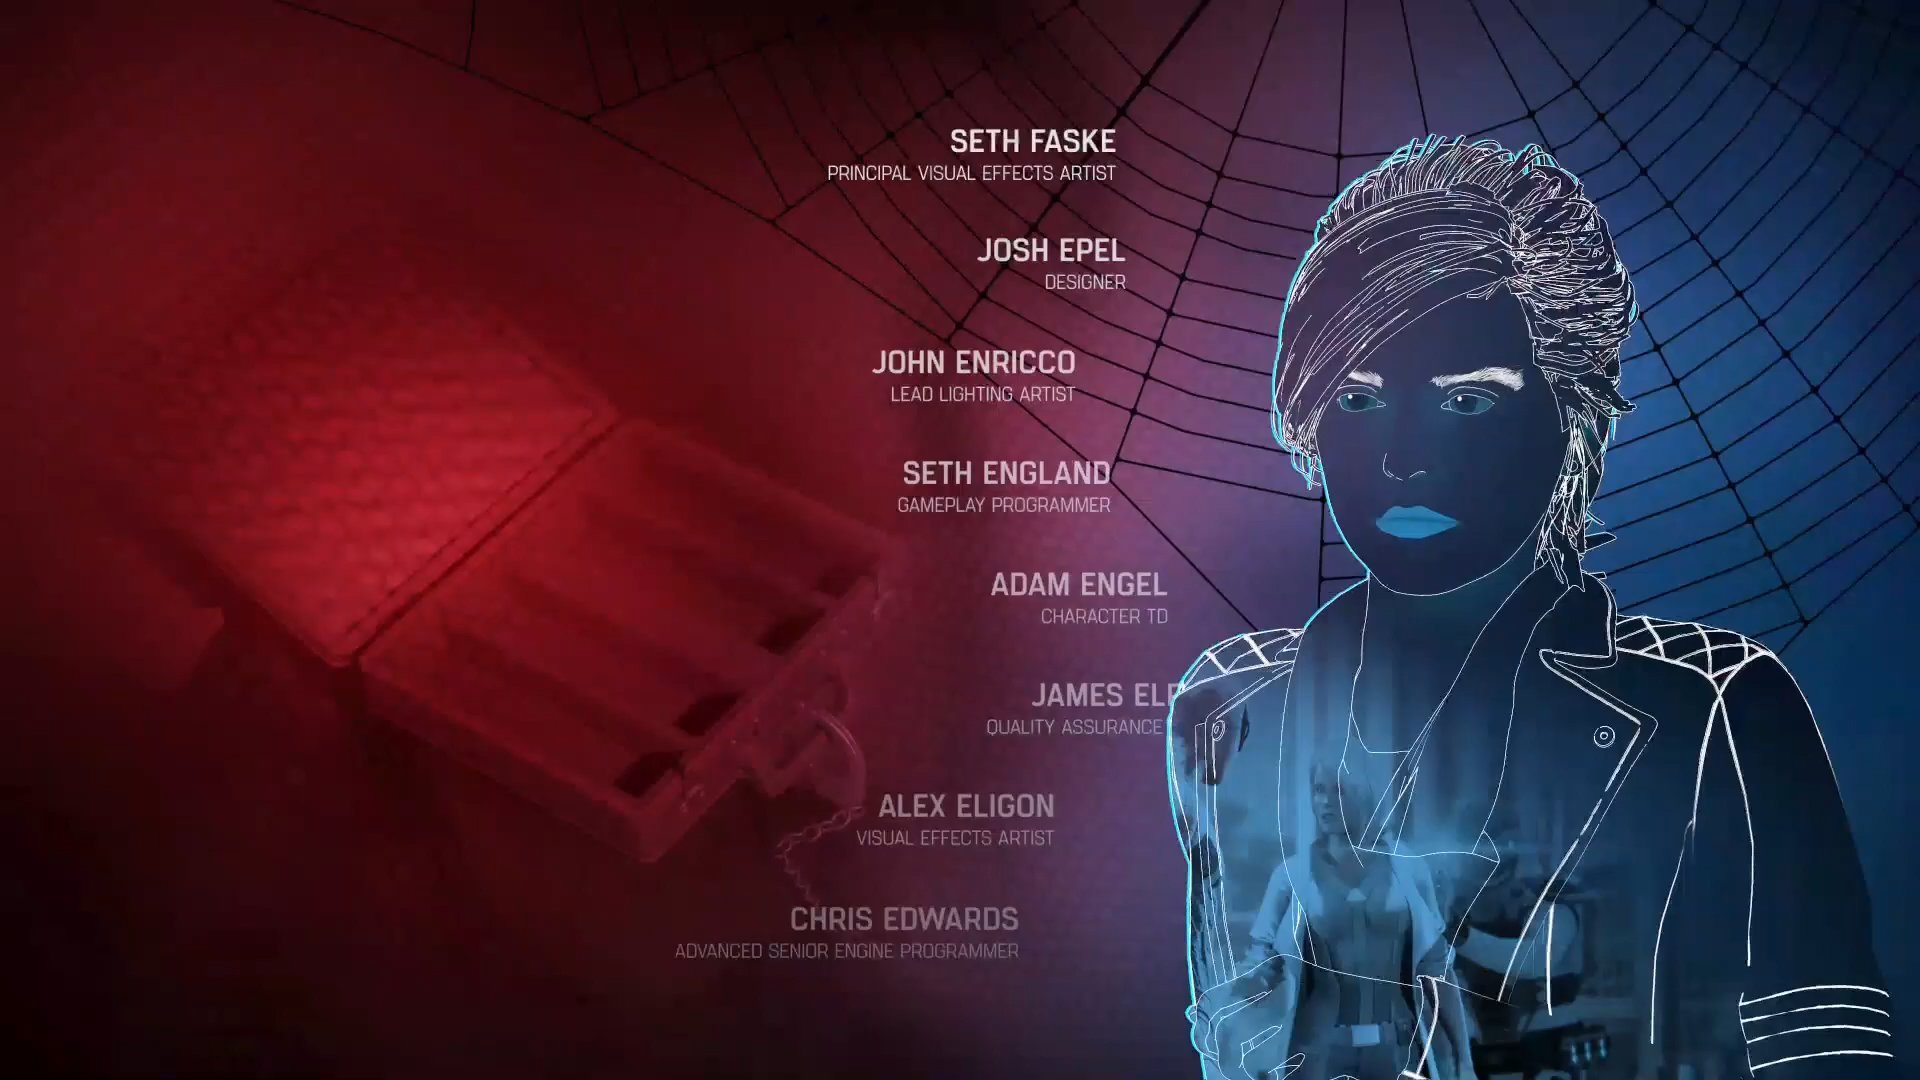 SETH FASKE
PRINCIPAL VISUAL EFFECTS ARTIST
JOSH EPEL
DESIGNER
JOHN ENRICCO
LEAD LIGHTING ARTIST
SETH ENGLAND
GAMEPLAY PROGRAMMER
ADAM ENGEL
CHARACTER TD
JAMES
QUALITY ASSURANCE
ALEX ELIGON
VISUAL EFFECTS ARTIST
CHRIS EDWARDS
ADVANCED SENIOR ENGINE PROGRAMMER